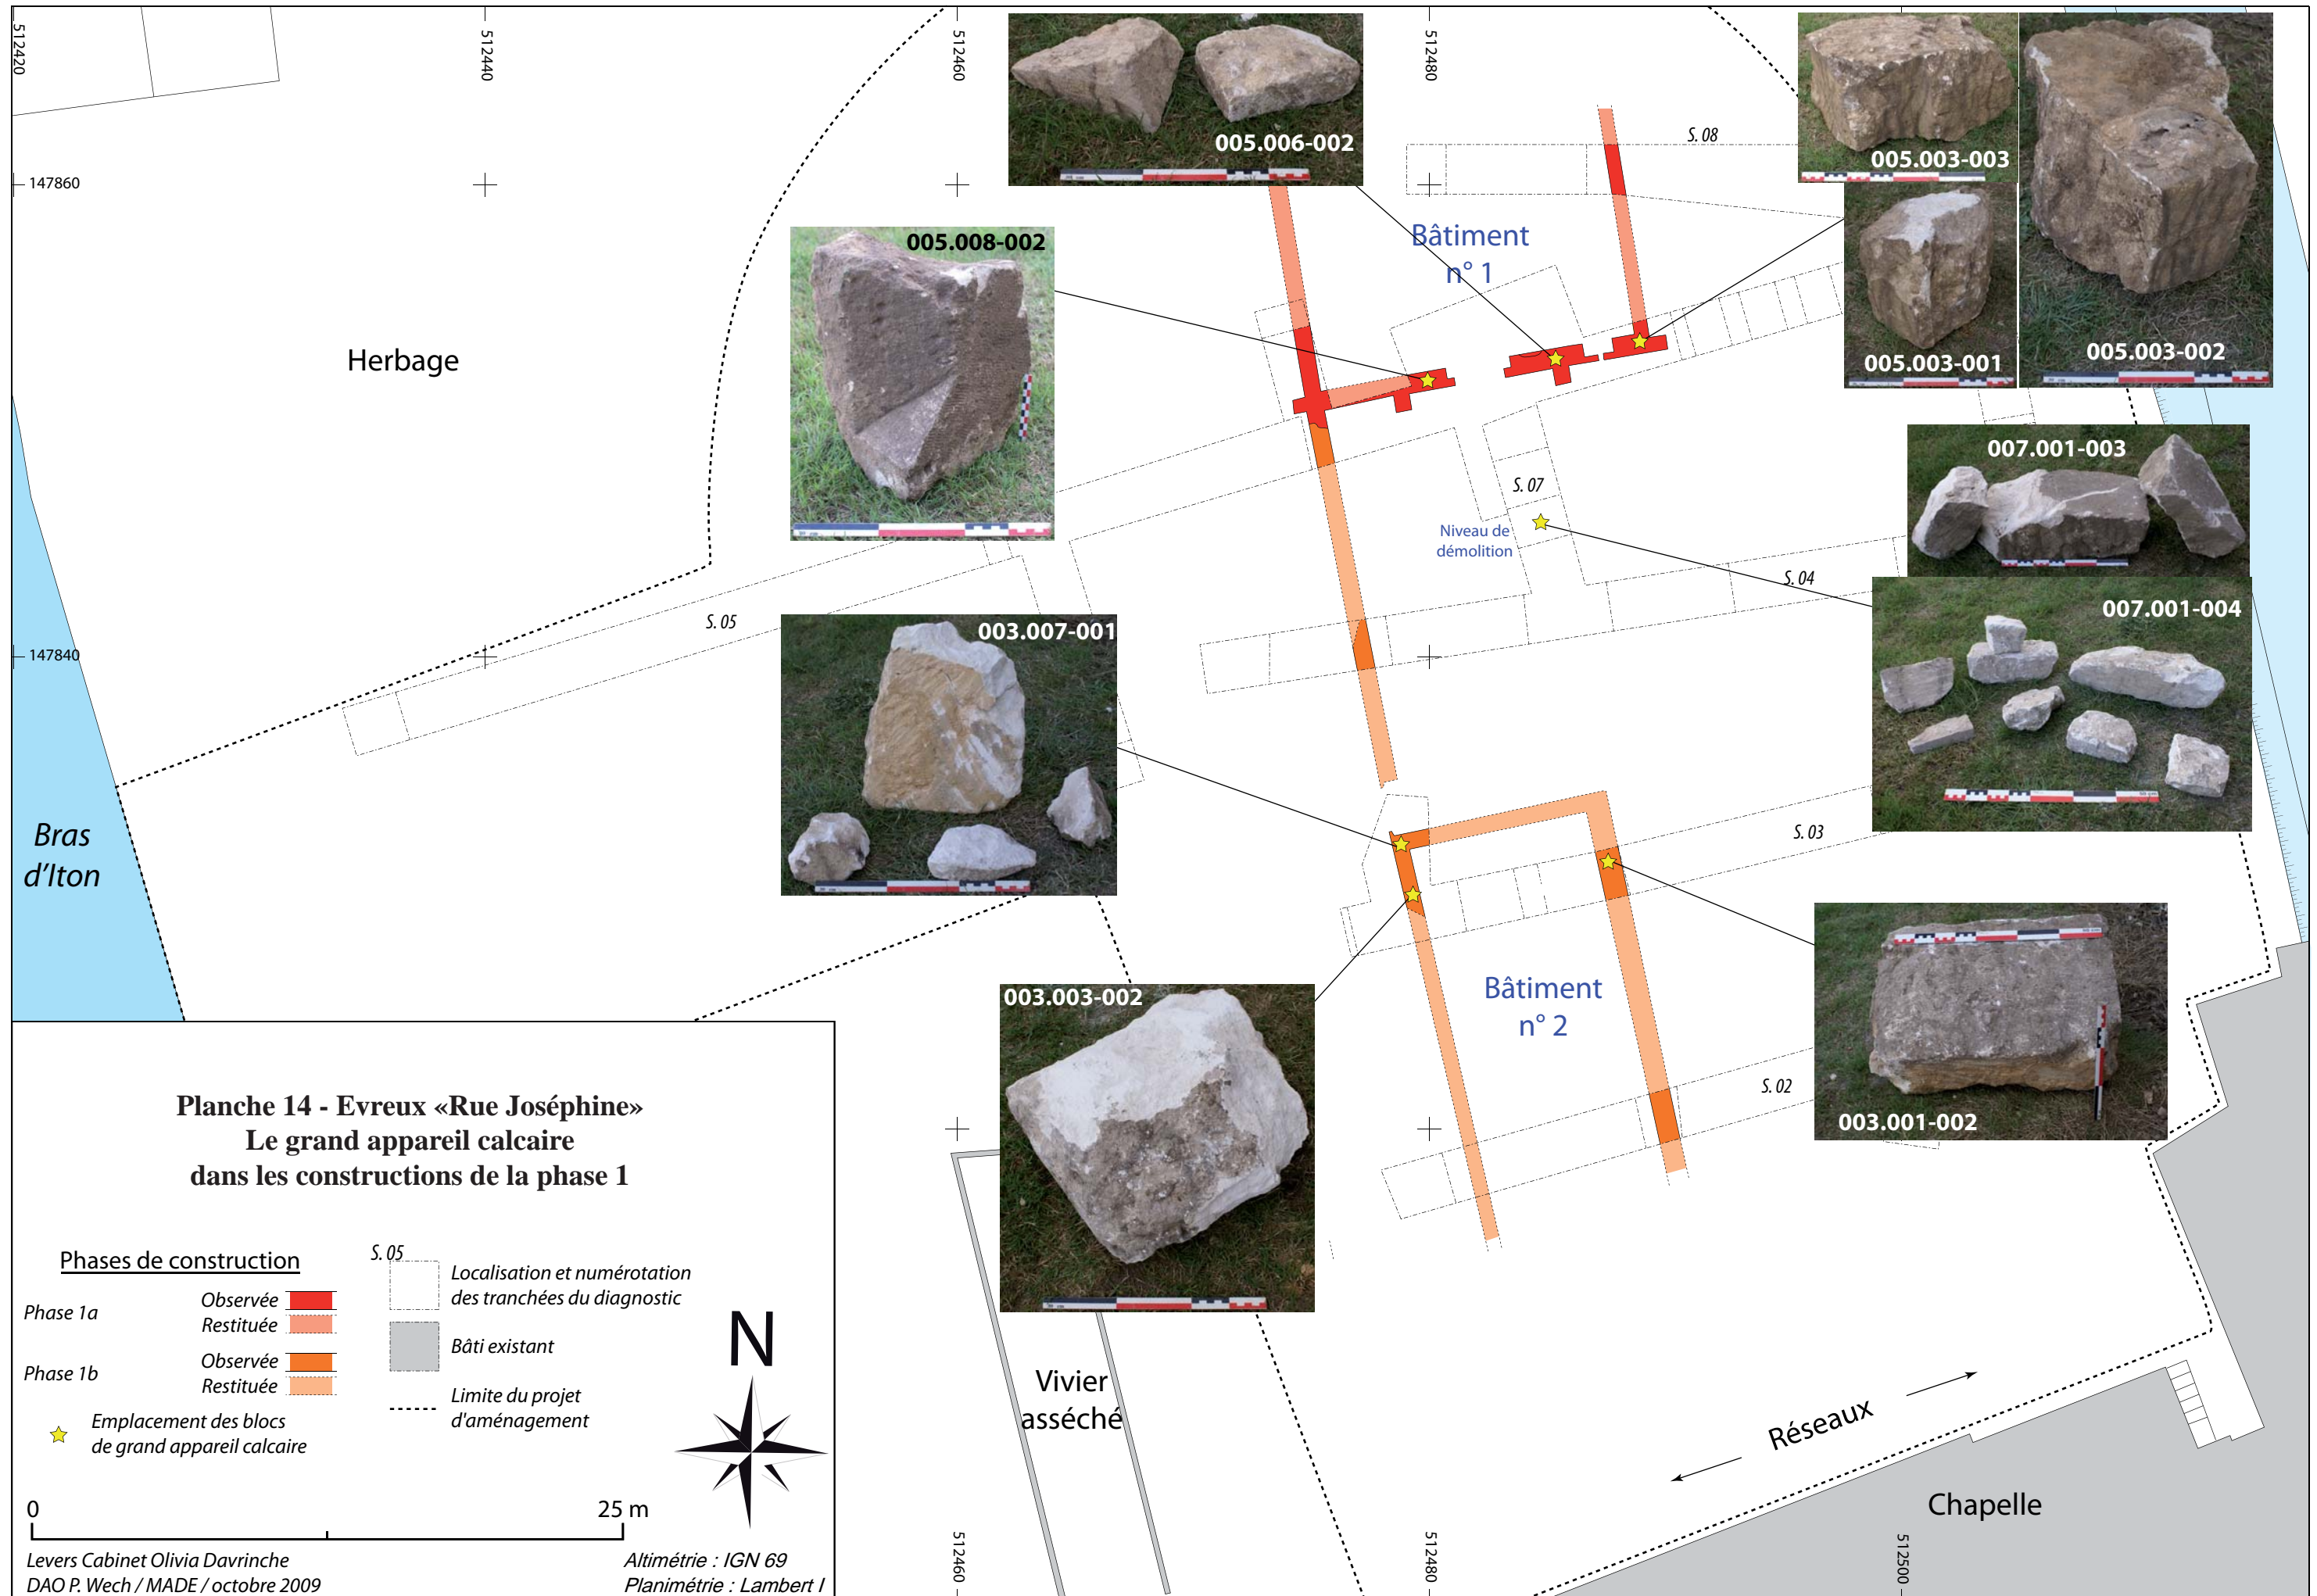 512420
512440
512460
512480
147860
147840
005.006-002
005.003-003
005.003-001
005.003-002
005.008-002
S. 08
Bâtiment
n° 1
Herbage
007.001-003
S. 07
Niveau de
démolition
S. 04
007.001-004
S. 05
003.007-001
S. 03
Bras
d'Iton
003.003-002
Bâtiment
n° 2
003.001-002
S. 02
Planche 14 - Evreux «Rue Joséphine»
Le grand appareil calcaire
dans les constructions de la phase 1
Phases de construction
Phase 1a
Observée
Restituée
Phase 1b
Observée
Restituée
Emplacement des blocs
de grand appareil calcaire
S. 05
Localisation et numérotation
des tranchées du diagnostic
Bâti existant
Limite du projet
d'aménagement
N
0
25 m
Levers Cabinet Olivia Davrinche
DAO P. Wech / MADE / octobre 2009
Altimétrie : IGN 69
Planimétrie : Lambert I
Vivier
asséché
Réseaux
Chapelle
512460
512480
512500